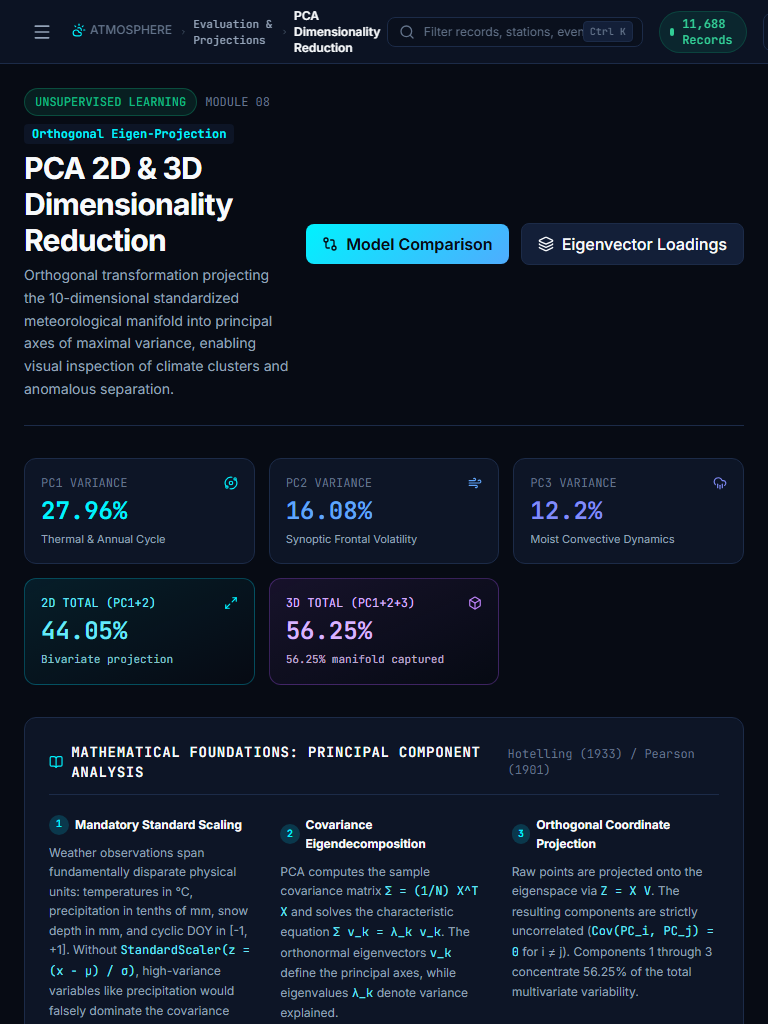 ATMOSPHERE › Evaluation & Projections › PCA Dimensionality Reduction
Filter records, stations, even Ctrl K
11,688 Records
UNSUPERVISED LEARNING MODULE 08
Orthogonal Eigen-Projection
PCA 2D & 3D
Dimensionality
Reduction
Model Comparison
Eigenvector Loadings
Orthogonal transformation projecting
the 10-dimensional standardized
meteorological manifold into principal
axes of maximal variance, enabling
visual inspection of climate clusters and
anomalous separation.
PC1 VARIANCE
27.96%
Thermal & Annual Cycle
PC2 VARIANCE
16.08%
Synoptic Frontal Volatility
PC3 VARIANCE
12.2%
Moist Convective Dynamics
2D TOTAL (PC1+2)
44.05%
Bivariate projection
3D TOTAL (PC1+2+3)
56.25%
56.25% manifold captured
MATHEMATICAL FOUNDATIONS: PRINCIPAL COMPONENT
ANALYSIS
Hotelling (1933) / Pearson
(1901)
1 Mandatory Standard Scaling
Weather observations span
fundamentally disparate physical
units: temperatures in °C,
precipitation in tenths of mm, snow
depth in mm, and cyclic DOY in [-1,
+1]. Without StandardScaler(z =
(x - μ) / σ), high-variance
variables like precipitation would
falsely dominate the covariance
2 Covariance
Eigendecomposition
PCA computes the sample
covariance matrix Σ = (1/N) X^T
X and solves the characteristic
equation Σ v_k = λ_k v_k. The
orthonormal eigenvectors v_k
define the principal axes, while
eigenvalues λ_k denote variance
explained.
3 Orthogonal Coordinate
Projection
Raw points are projected onto the
eigenspace via Z = X V. The
resulting components are strictly
uncorrelated (Cov(PC_i, PC_j) =
0 for i ≠ j). Components 1 through 3
concentrate 56.25% of the total
multivariate variability.